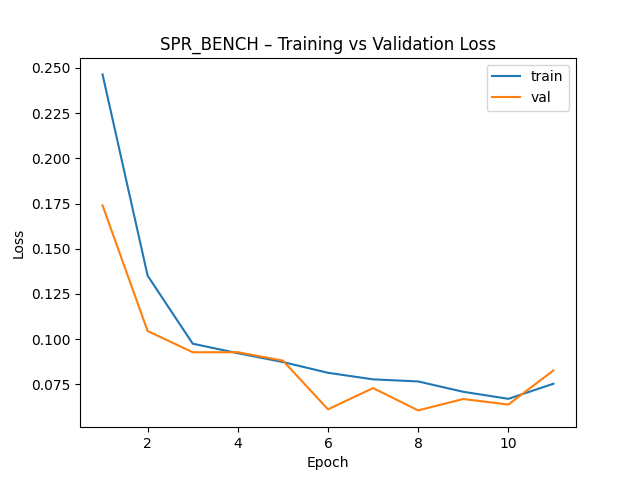 SPR_BENCH – Training vs Validation Loss
train
val
Loss
0.250
0.225
0.200
0.175
0.150
0.125
0.100
0.075
2
4
6
8
10
Epoch